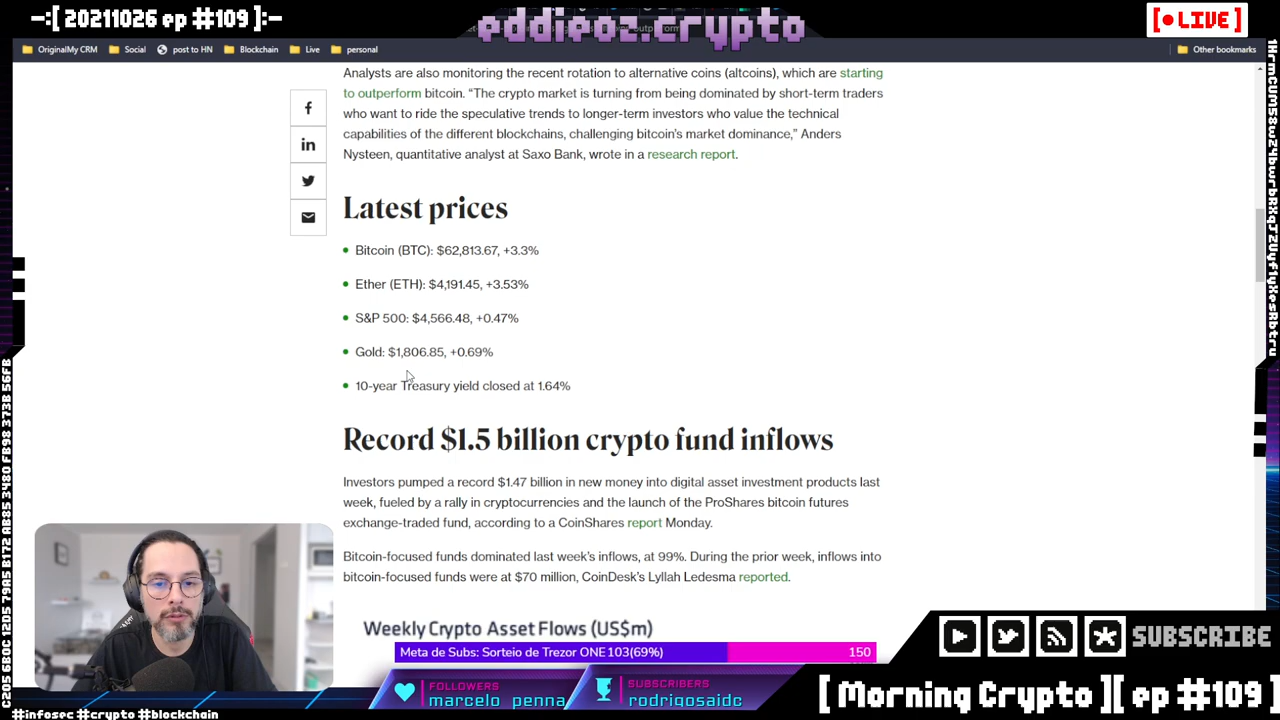 -:[ 20211026 ep #109 ]:-
eddieoz.crypto
[ ● LIVE ]
OriginalMy CRM
Social
post to HN
Blockchain
Live
personal
Other bookmarks
Analysts are also monitoring the recent rotation to alternative coins (altcoins), which are starting
to outperform bitcoin. “The crypto market is turning from being dominated by short-term traders
who want to ride the speculative trends to longer-term investors who value the technical
capabilities of the different blockchains, challenging bitcoin’s market dominance,” Anders
Nysteen, quantitative analyst at Saxo Bank, wrote in a research report.
Latest prices
Bitcoin (BTC): $62,813.67, +3.3%
Ether (ETH): $4,191.45, +3.53%
S&P 500: $4,566.48, +0.47%
Gold: $1,806.85, +0.69%
10-year Treasury yield closed at 1.64%
Record $1.5 billion crypto fund inflows
Investors pumped a record $1.47 billion in new money into digital asset investment products last
week, fueled by a rally in cryptocurrencies and the launch of the ProShares bitcoin futures
exchange-traded fund, according to a CoinShares report Monday.
Bitcoin-focused funds dominated last week’s inflows, at 99%. During the prior week, inflows into
bitcoin-focused funds were at $70 million, CoinDesk’s Lyllah Ledesma reported.
Weekly Crypto Asset Flows (US$m)
Meta de Subs: Sorteio de Trezor ONE 103(69%)
150
FOLLOWERS
marcelo_penna
SUBSCRIBERS
rodrigosaidc
SUBSCRIBE
[ Morning Crypto ][ ep #109 ]
#infosec #crypto #blockchain
C205 5B0C 12D5 79A5 B172 AB85 3480 FB98 373B 56FB